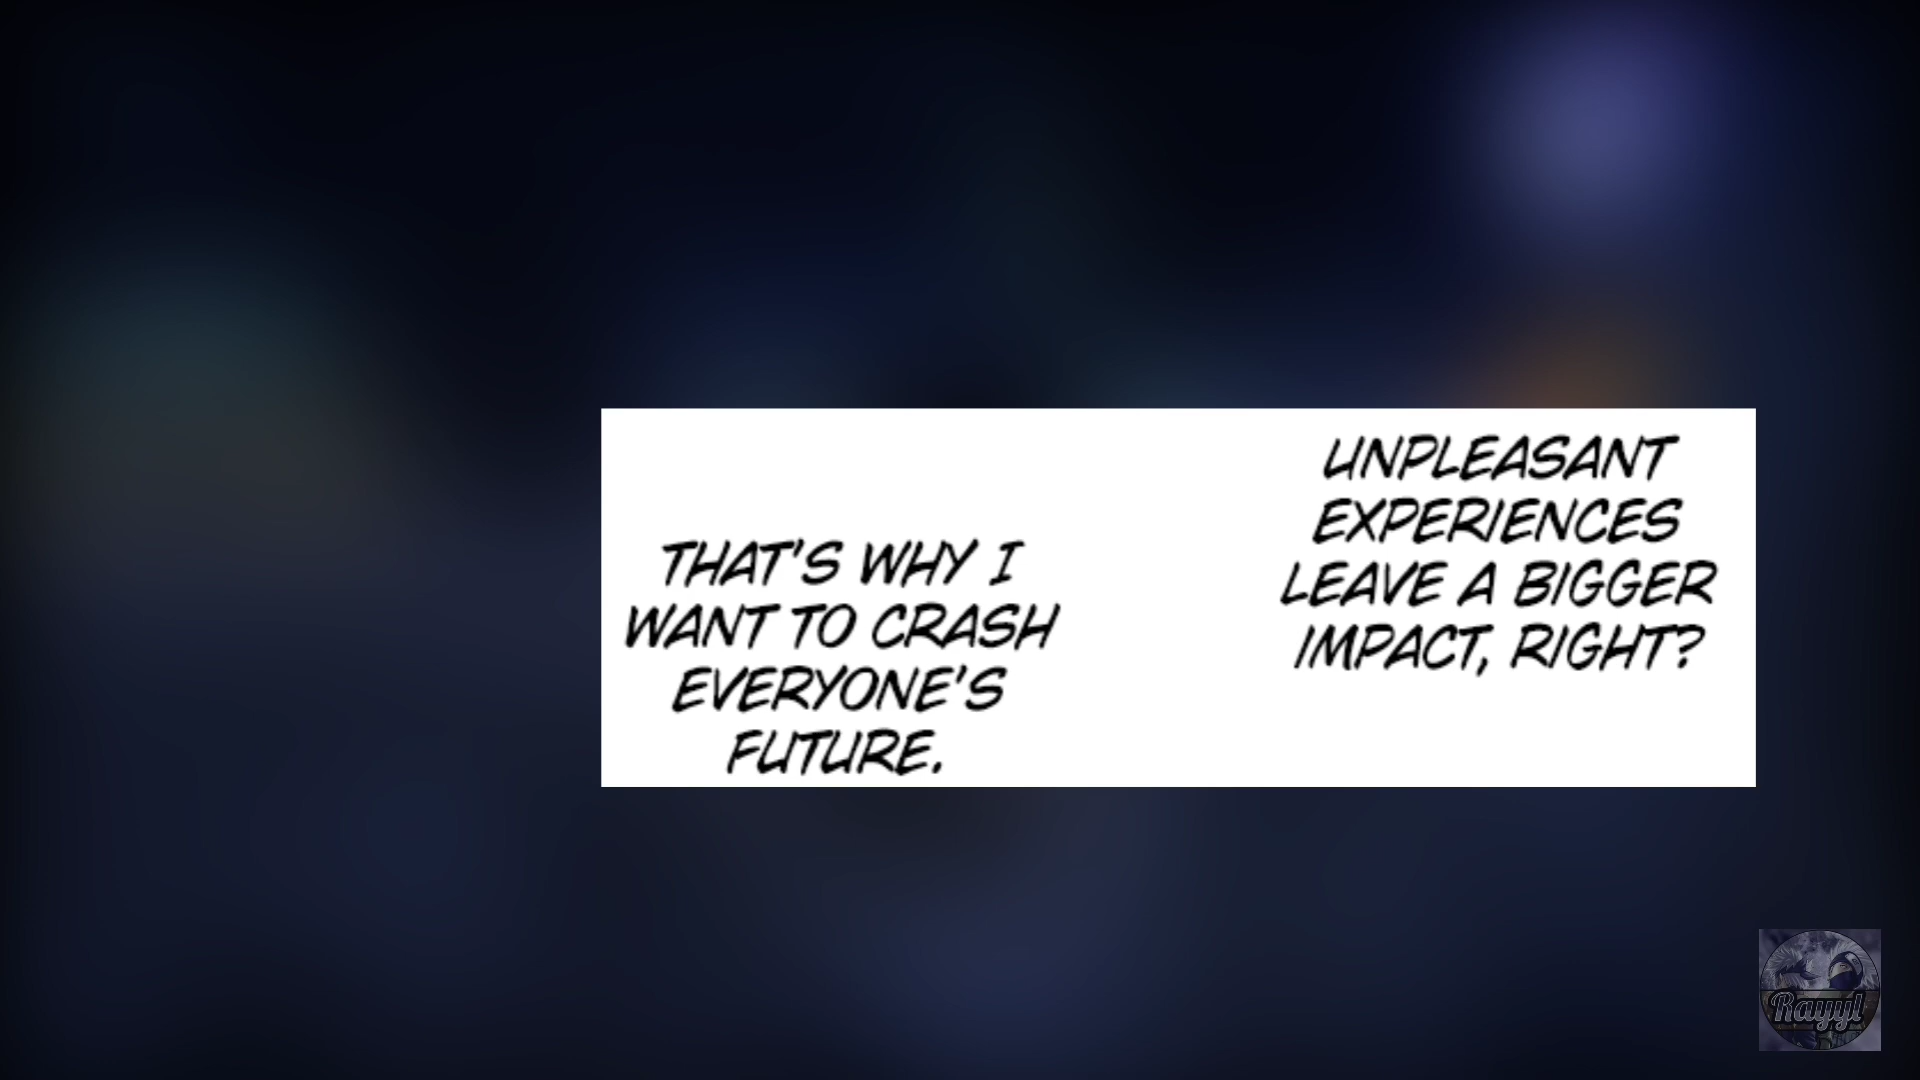 UNPLEASANT
EXPERIENCES
LEAVE A BIGGER
IMPACT, RIGHT?
THAT'S WHY I
WANT TO CRASH
EVERYONE'S
FUTURE.
Rayyl